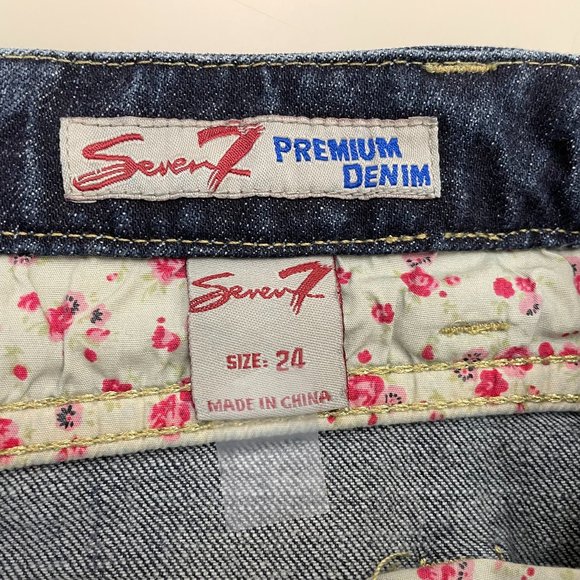 Seven7 PREMIUM
DENIM
Seven7
SIZE: 24
MADE IN CHINA